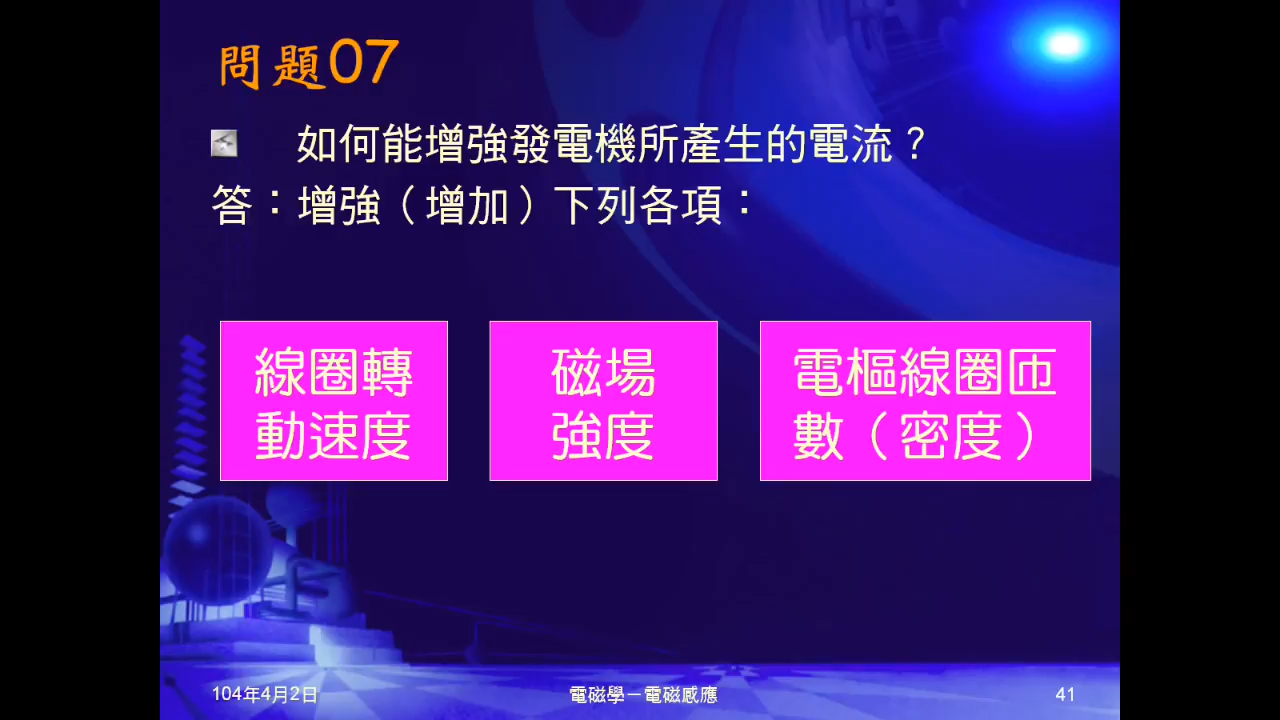 問題07
如何能增強發電機所產生的電流？
答：增強（增加）下列各項：
線圈轉
動速度
磁場
強度
電樞線圈匝
數（密度）
104年4月2日
電磁學－電磁感應
41